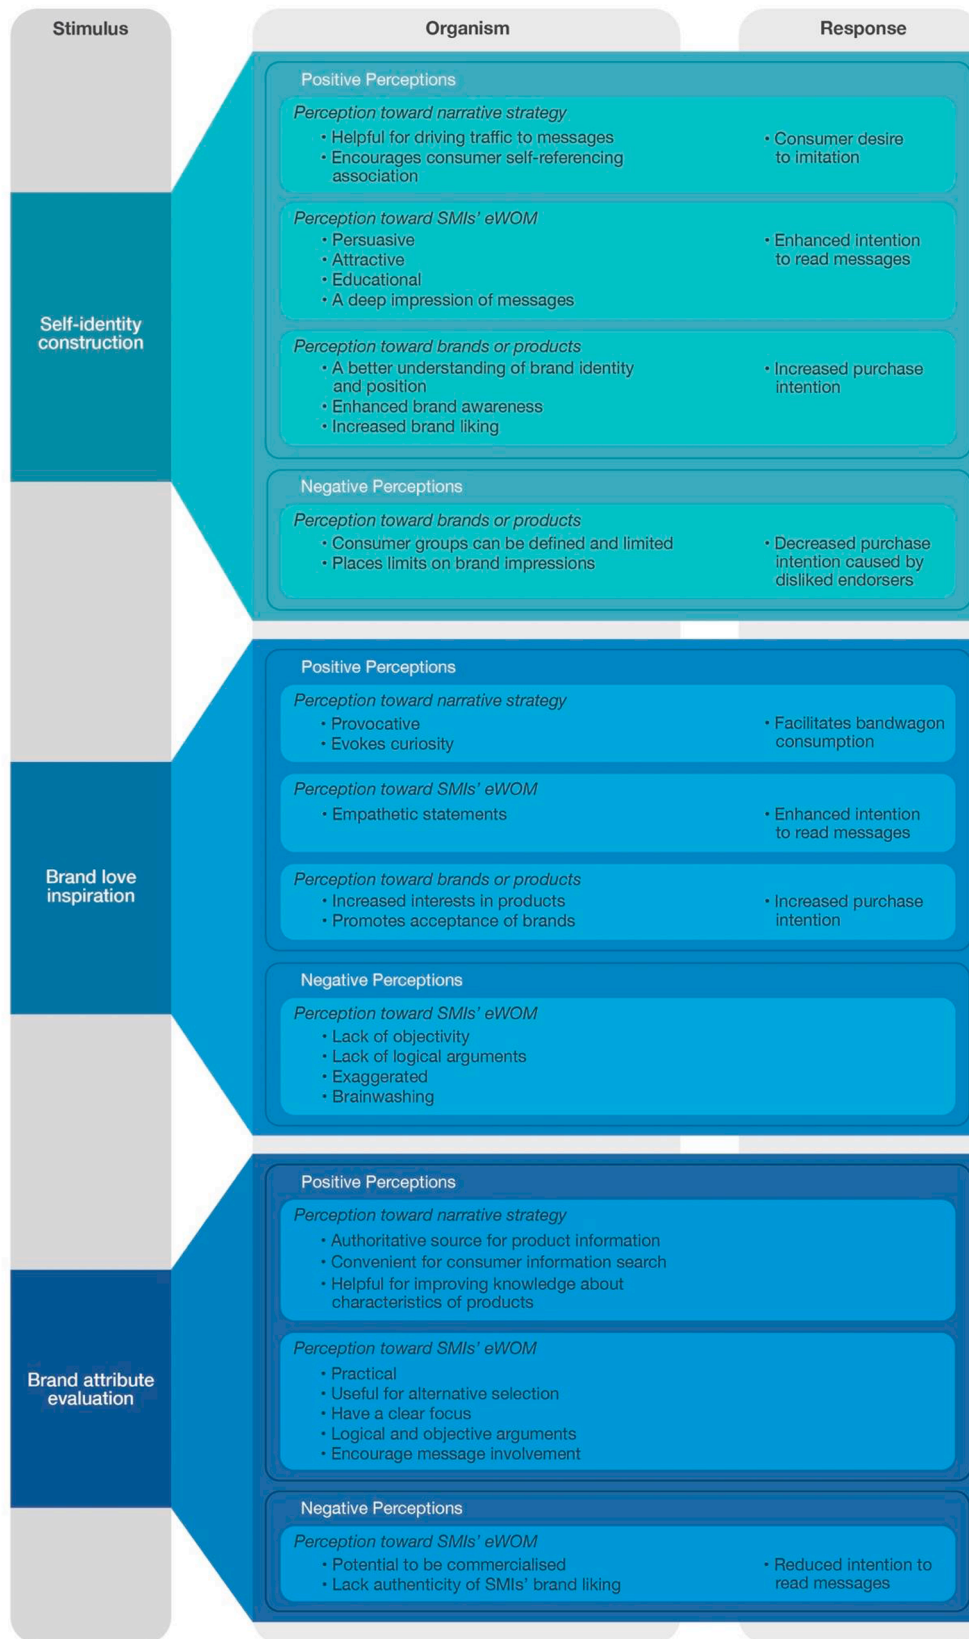 Stimulus
Organism
Response
Self-identity
construction
Positive Perceptions
Perception toward narrative strategy
• Helpful for driving traffic to messages
• Encourages consumer self-referencing
association
• Consumer desire
to imitation
Perception toward SMIs' eWOM
• Persuasive
• Attractive
• Educational
• A deep impression of messages
• Enhanced intention
to read messages
Perception toward brands or products
• A better understanding of brand identity
and position
• Enhanced brand awareness
• Increased brand liking
• Increased purchase
intention
Negative Perceptions
Perception toward brands or products
• Consumer groups can be defined and limited
• Places limits on brand impressions
• Decreased purchase
intention caused by
disliked endorsers
Brand love
inspiration
Positive Perceptions
Perception toward narrative strategy
• Provocative
• Evokes curiosity
• Facilitates bandwagon
consumption
Perception toward SMIs' eWOM
• Empathetic statements
• Enhanced intention
to read messages
Perception toward brands or products
• Increased interests in products
• Promotes acceptance of brands
• Increased purchase
intention
Negative Perceptions
Perception toward SMIs' eWOM
• Lack of objectivity
• Lack of logical arguments
• Exaggerated
• Brainwashing
Brand attribute
evaluation
Positive Perceptions
Perception toward narrative strategy
• Authoritative source for product information
• Convenient for consumer information search
• Helpful for improving knowledge about
characteristics of products
Perception toward SMIs' eWOM
• Practical
• Useful for alternative selection
• Have a clear focus
• Logical and objective arguments
• Encourage message involvement
Negative Perceptions
Perception toward SMIs' eWOM
• Potential to be commercialised
• Lack authenticity of SMIs' brand liking
• Reduced intention to
read messages